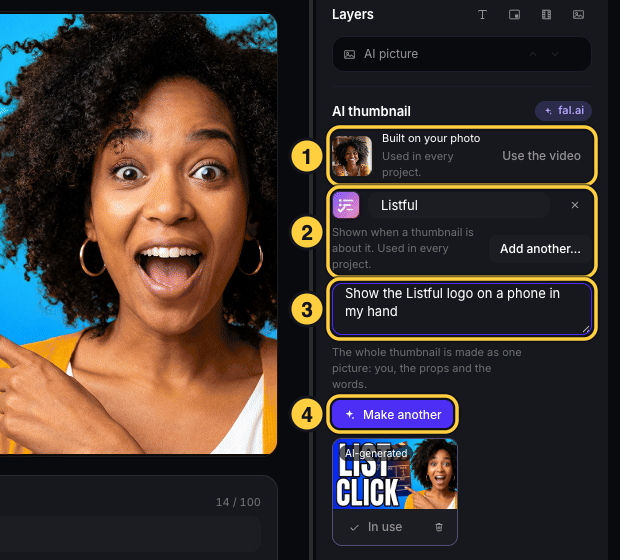 Layers
AI picture
AI thumbnail
fal.ai
1
Built on your photo
Used in every
project.
Use the video
2
Listful
Shown when a thumbnail is
about it. Used in every
project.
Add another...
3
Show the Listful logo on a phone in
my hand
The whole thumbnail is made as one
picture: you, the props and the
words.
4
Make another
AI-generated
LIST
CLICK
In use
14 / 100